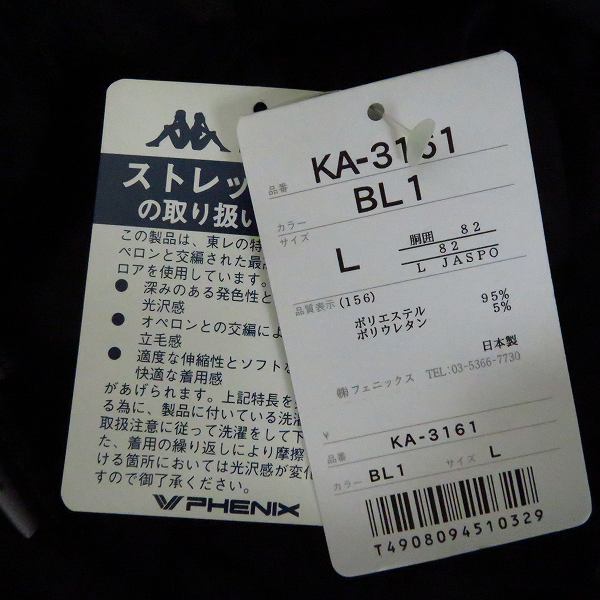 ストレッ
の取り扱い
この製品は、東レの特
ペロンと交編された最
ロアを使用しています。
● 深みのある発色性と
光沢感
● オペロンとの交編によ
立毛感
● 適度な伸縮性とソフトな
快適な着用感
があげられます。上記特長を
る為に、製品に付いている洗濯
取扱注意に従って洗濯をして下
た、着用の繰り返しにより摩擦
ける箇所においては光沢感が変化
すので御了承ください。
PHENIX
品番 KA-3161
カラー BL1
サイズ L 胴囲 82
82
L JASPO
品質表示 (156)
ポリエステル 95%
ポリウレタン 5%
日本製
㈱フェニックス TEL:03-5366-7730
¥
品番 KA-3161
カラー BL1 サイズ L
T4908094510329